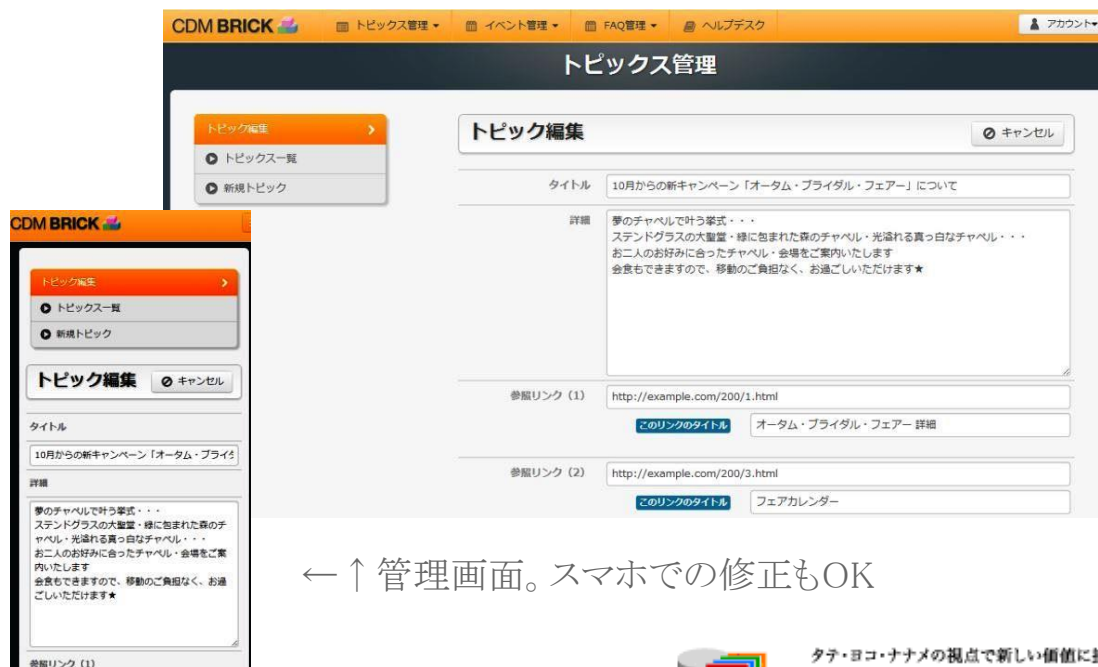 CDM BRICK
トピックス管理
イベント管理
FAQ管理
ヘルプデスク
アカウント
トピックス管理
トピック編集
トピックス一覧
新規トピック
トピック編集
キャンセル
タイトル
10月からの新キャンペーン「オータム・ブライダル・フェアー」について
詳細
夢のチャペルで叶う挙式・・・
ステンドグラスの大聖堂・緑に包まれた森のチャペル・光溢れる真っ白なチャペル・・・
お二人のお好みに合ったチャペル・会場をご案内いたします
会食もできますので、移動のご負担なく、お過ごしいただけます★
参照リンク（1）
http://example.com/200/1.html
このリンクのタイトル
オータム・ブライダル・フェアー 詳細
参照リンク（2）
http://example.com/200/3.html
このリンクのタイトル
フェアカレンダー
CDM BRICK
トピック編集
トピックス一覧
新規トピック
トピック編集
キャンセル
タイトル
10月からの新キャンペーン「オータム・ブライ
詳細
夢のチャペルで叶う挙式・・・
ステンドグラスの大聖堂・緑に包まれた森のチ
ャペル・光溢れる真っ白なチャペル・・・
お二人のお好みに合ったチャペル・会場をご案
内いたします
会食もできますので、移動のご負担なく、お過
ごしいただけます★
参照リンク（1）
←↑管理画面。スマホでの修正もOK
タテ・ヨコ・ナナメの視点で新しい価値に